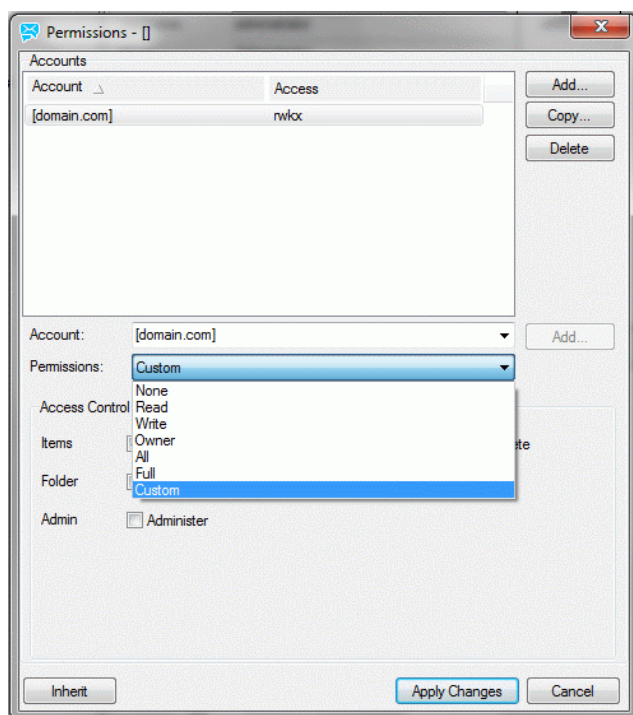 Permissions - []
Accounts
Account Access
[domain.com] rwkx
Add...
Copy...
Delete
Account: [domain.com] Add...
Permissions: Custom
None
Access Control Read
Write
Items Owner
All
Folder Full
Custom
Admin Administer
Inherit Apply Changes Cancel